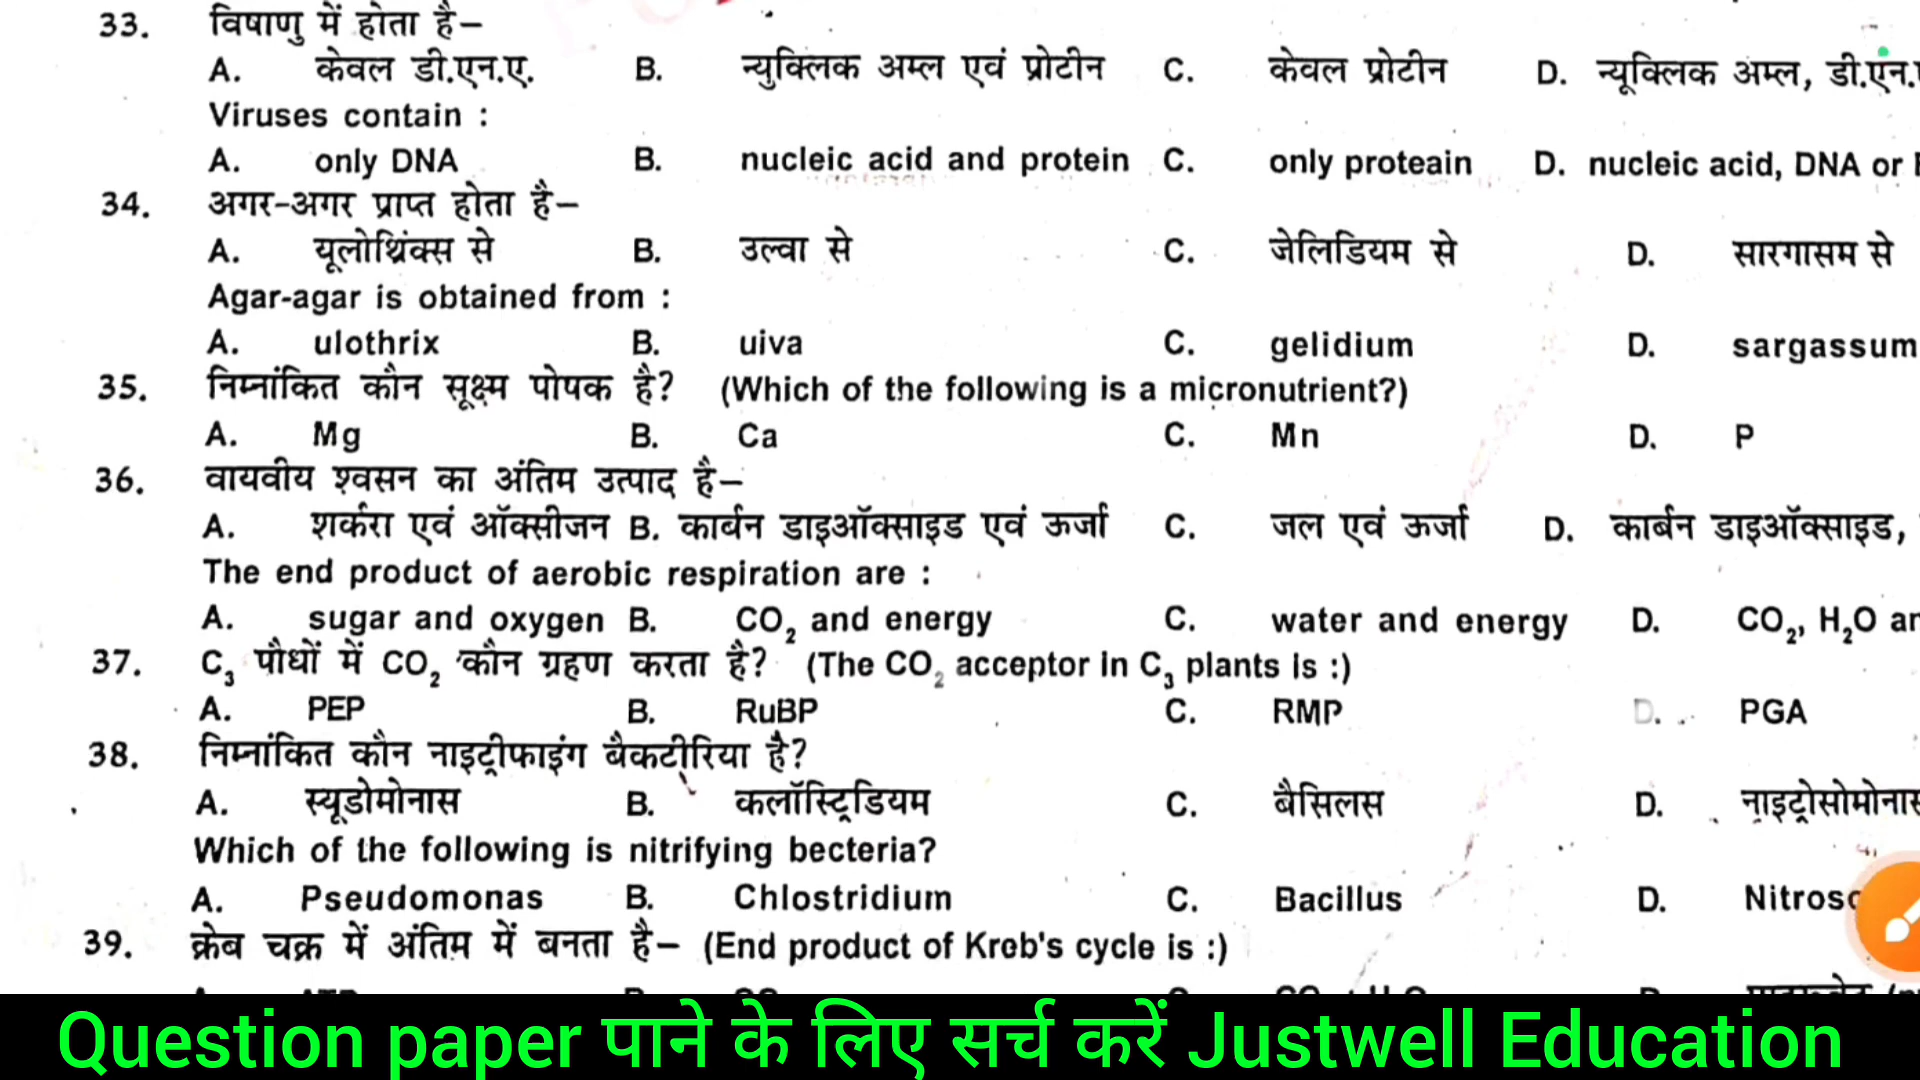 33. विषाणु में होता है–
A. केवल डी.एन.ए. B. न्युक्लिक अम्ल एवं प्रोटीन C. केवल प्रोटीन D. न्यूक्लिक अम्ल, डी.एन.
Viruses contain :
A. only DNA B. nucleic acid and protein C. only proteain D. nucleic acid, DNA or
34. अगर-अगर प्राप्त होता है–
A. यूलोथ्रिंक्स से B. उल्वा से C. जेलिडियम से D. सारगासम से
Agar-agar is obtained from :
A. ulothrix B. uiva C. gelidium D. sargassum
35. निम्नांकित कौन सूक्ष्म पोषक है? (Which of the following is a micronutrient?)
A. Mg B. Ca C. Mn D. P
36. वायवीय श्वसन का अंतिम उत्पाद है–
A. शर्करा एवं ऑक्सीजन B. कार्बन डाइऑक्साइड एवं ऊर्जा C. जल एवं ऊर्जा D. कार्बन डाइऑक्साइड,
The end product of aerobic respiration are :
A. sugar and oxygen B. CO₂ and energy C. water and energy D. CO₂, H₂O
37. C₃ पौधों में CO₂ कौन ग्रहण करता है? (The CO₂ acceptor in C₃ plants is :)
A. PEP B. RuBP C. RMP D. PGA
38. निम्नांकित कौन नाइट्रीफाइंग बैकटीरिया है?
A. स्यूडोमोनास B. कलॉस्ट्रिडियम C. बैसिलस D. नाइट्रोसोमोनास
Which of the following is nitrifying becteria?
A. Pseudomonas B. Chlostridium C. Bacillus D.
39. क्रेब चक्र में अंतिम में बनता है– (End product of Kreb's cycle is :)
Question paper पाने के लिए सर्च करें Justwell Education